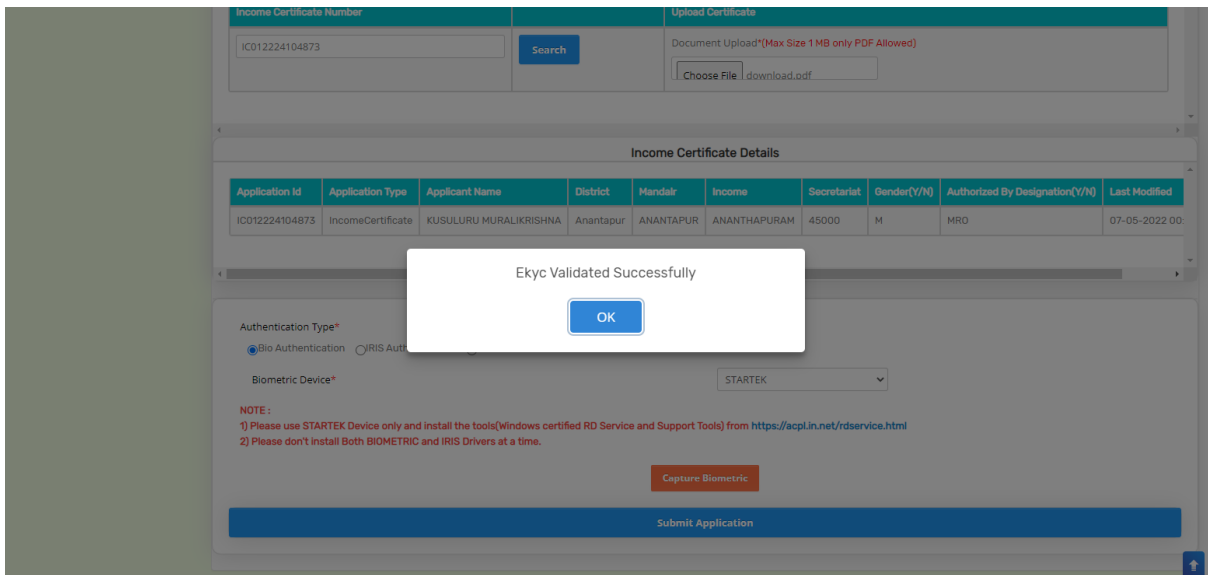 Income Certificate Number Upload Certificate
IC012224104873
Search
Document Upload*(Max Size 1 MB only PDF Allowed)
Choose File download.pdf
Income Certificate Details
Application Id Application Type Applicant Name District Mandalr Income Secretariat Gender(Y/N) Authorized By Designation(Y/N) Last Modified
IC012224104873 IncomeCertificate KUSULURU MURALIKRISHNA Anantapur ANANTAPUR ANANTHAPURAM 45000 M MRO 07-05-2022 00:
Ekyc Validated Successfully
OK
Authentication Type*
Bio Authentication IRIS Auth
Biometric Device* STARTEK
NOTE :
1) Please use STARTEK Device only and install the tools(Windows certified RD Service and Support Tools) from https://acpl.in.net/rdservice.html
2) Please don't install Both BIOMETRIC and IRIS Drivers at a time.
Capture Biometric
Submit Application